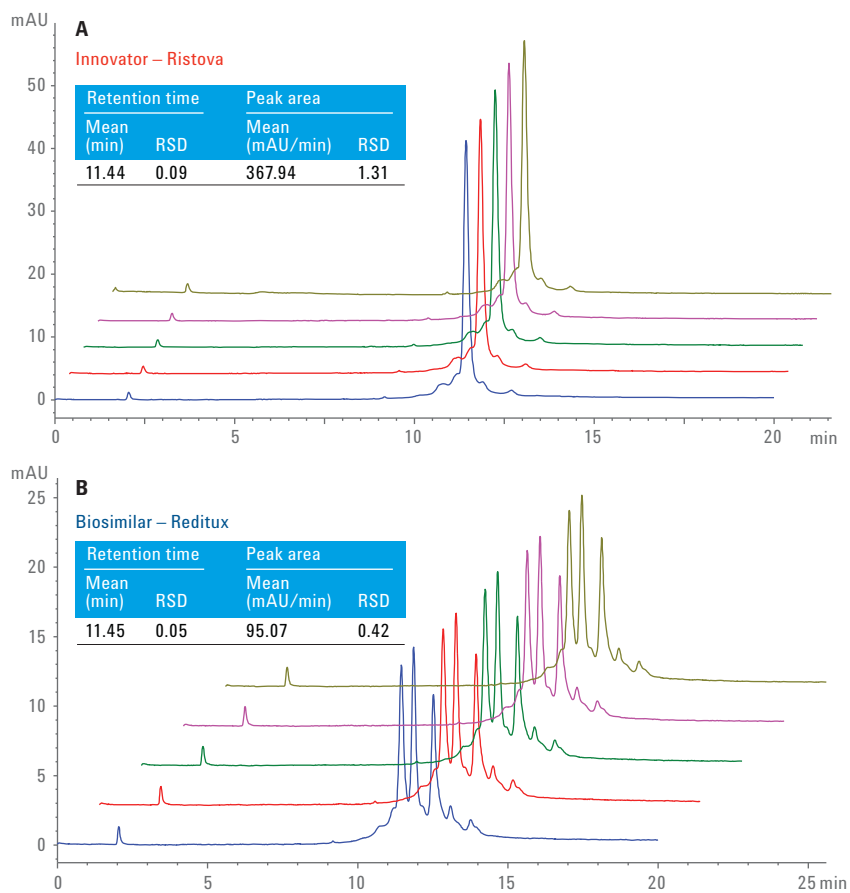 mAU
A
Innovator – Ristova
Retention time Peak area
Mean (min) RSD Mean (mAU/min) RSD
11.44 0.09 367.94 1.31
50
40
30
20
10
0
0 5 10 15 20 min
mAU
B
Biosimilar – Reditux
Retention time Peak area
Mean (min) RSD Mean (mAU/min) RSD
11.45 0.05 95.07 0.42
25
20
15
10
5
0
0 5 10 15 20 25 min